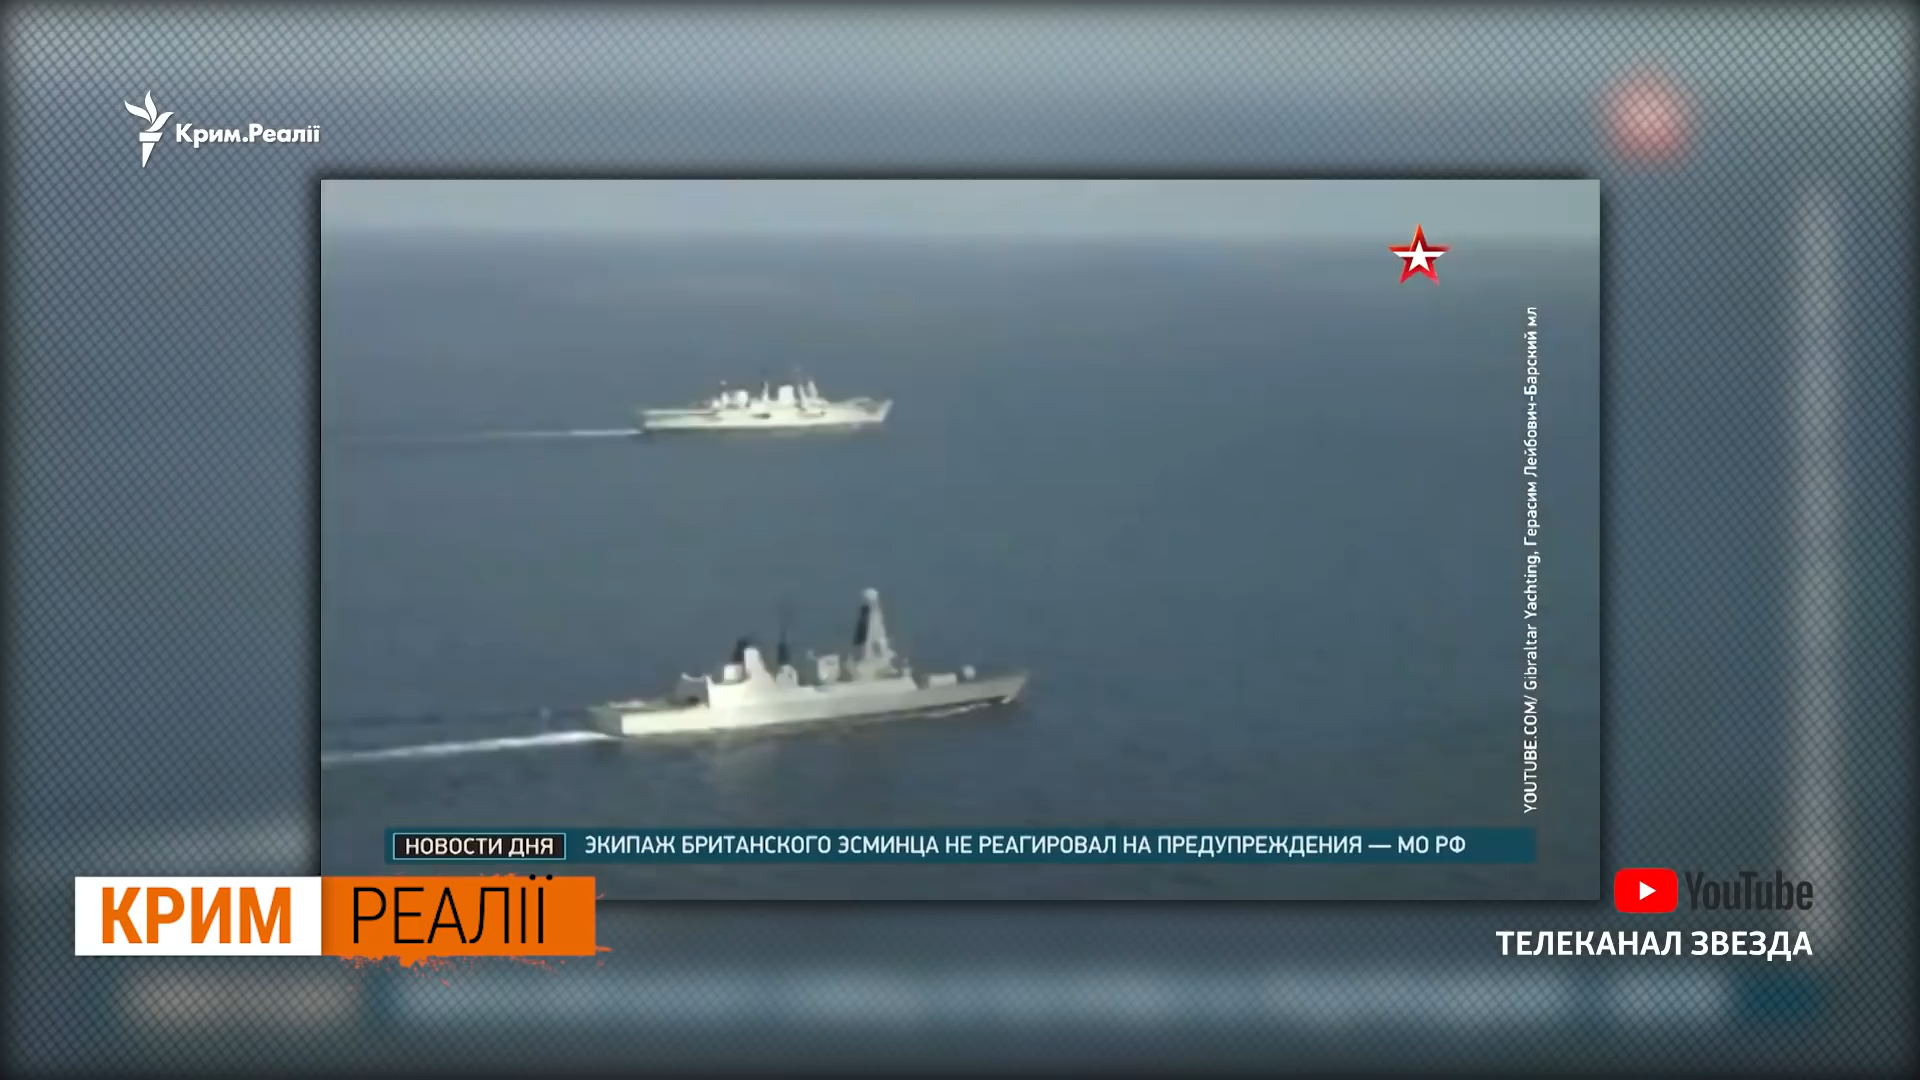 Крим.Реалії
YOUTUBE.COM/ Gibraltar Yachting, Герасим Лейбович-Барский мл
НОВОСТИ ДНЯ
ЭКИПАЖ БРИТАНСКОГО ЭСМИНЦА НЕ РЕАГИРОВАЛ НА ПРЕДУПРЕЖДЕНИЯ — МО РФ
КРИМ РЕАЛІЇ
YouTube
ТЕЛЕКАНАЛ ЗВЕЗДА